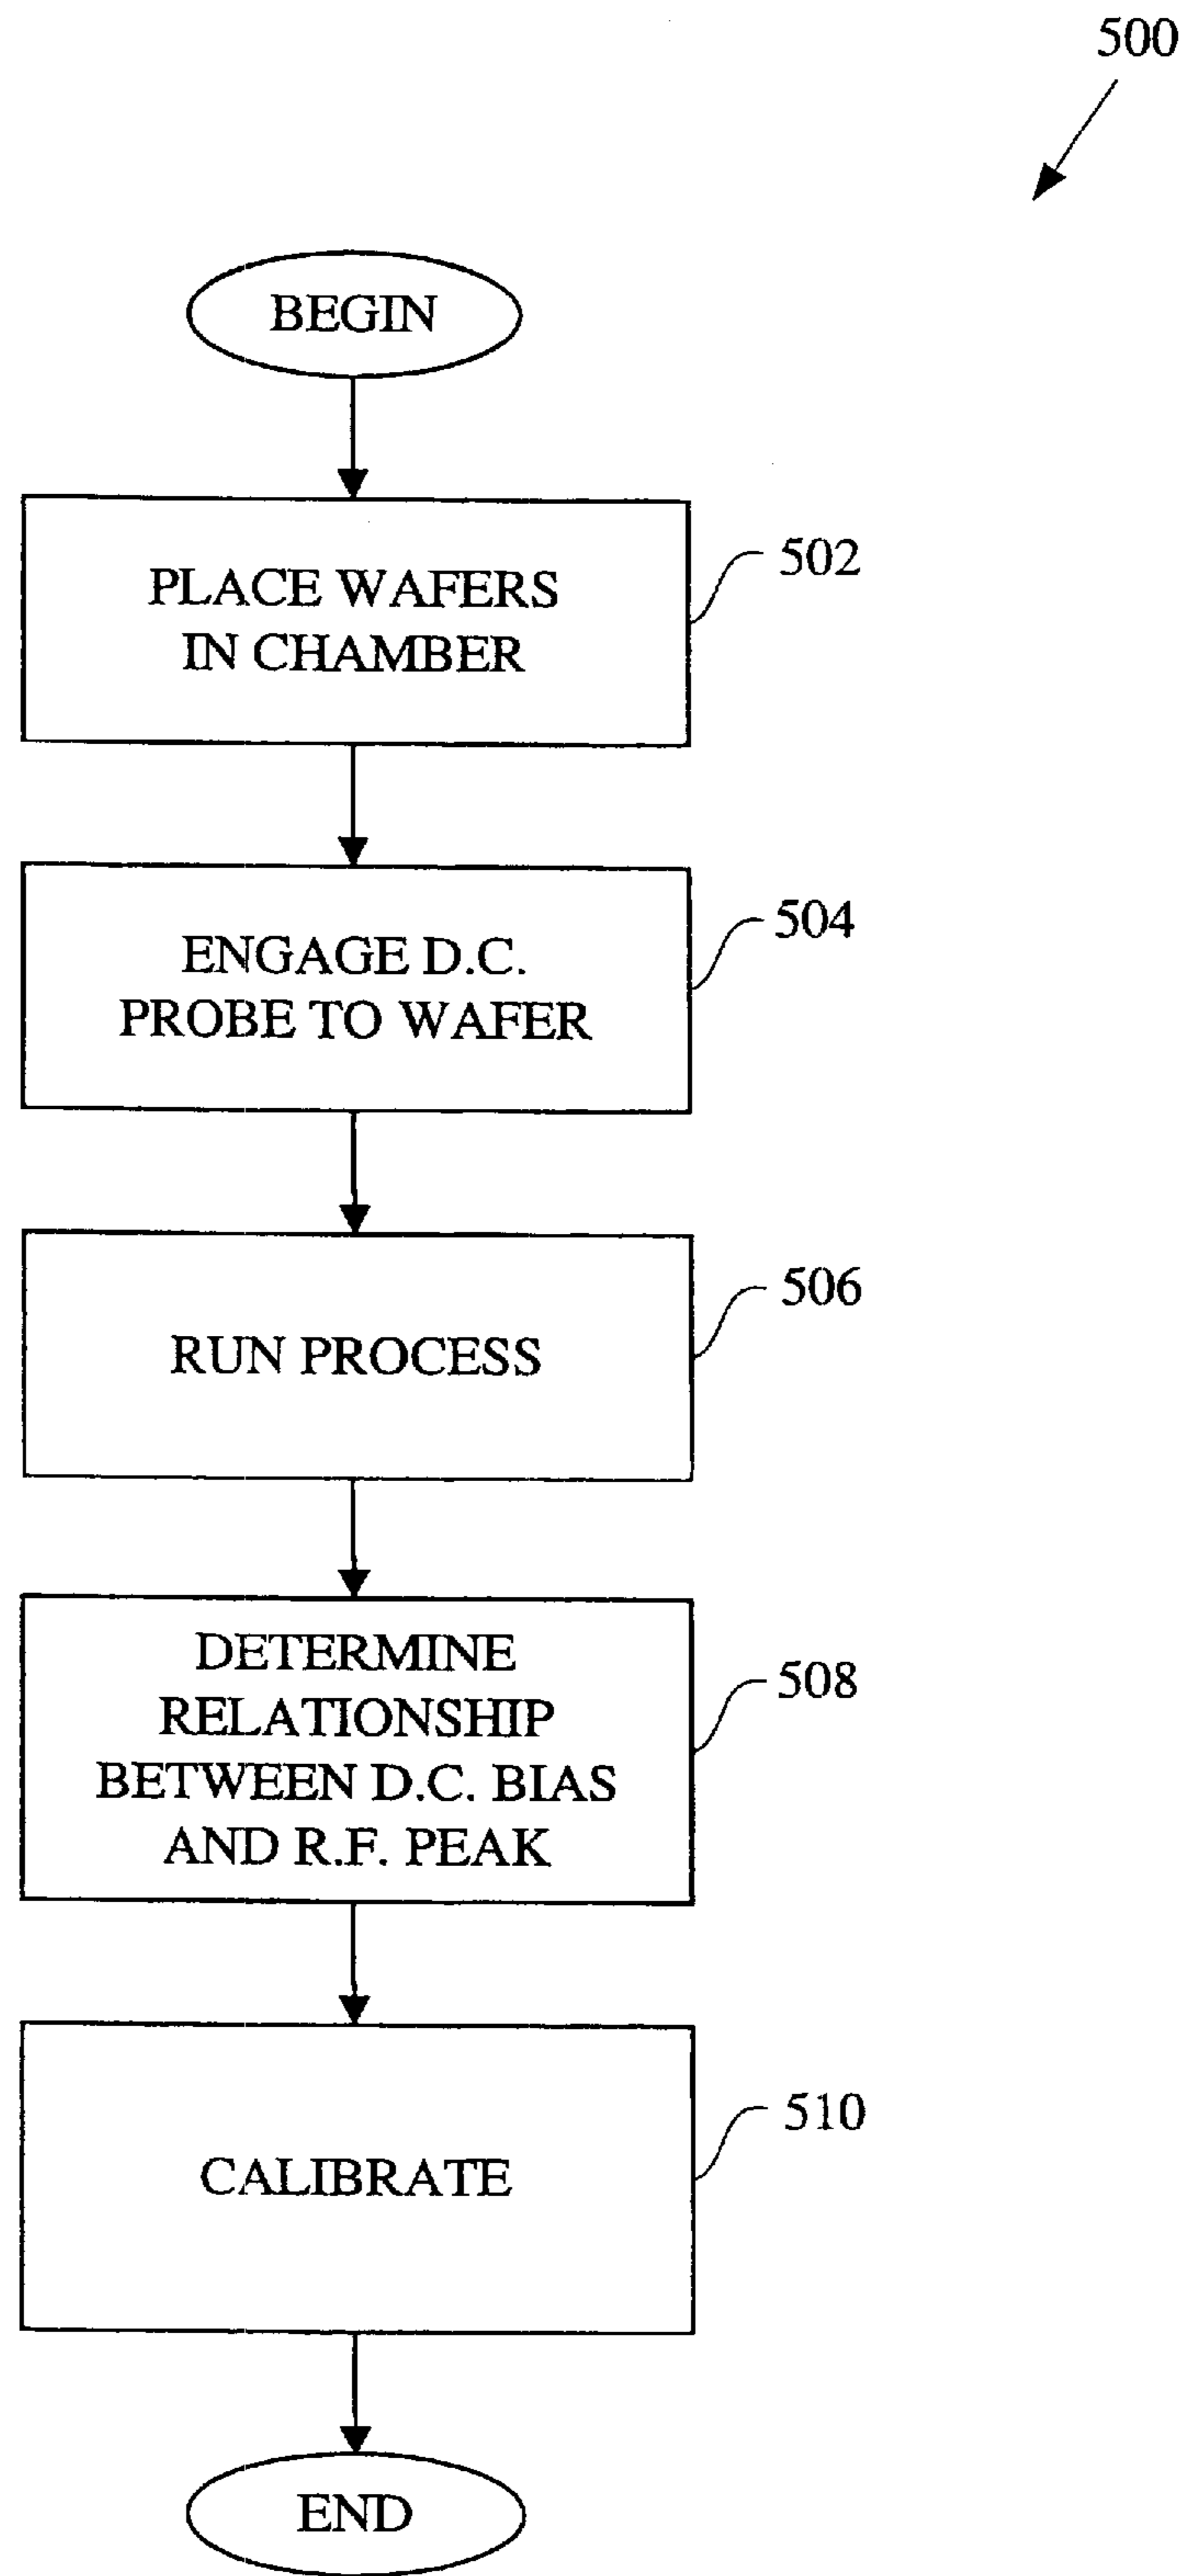 500
BEGIN
PLACE WAFERS
IN CHAMBER
502
ENGAGE D.C.
PROBE TO WAFER
504
RUN PROCESS
506
DETERMINE
RELATIONSHIP
BETWEEN D.C. BIAS
AND R.F. PEAK
508
CALIBRATE
510
END